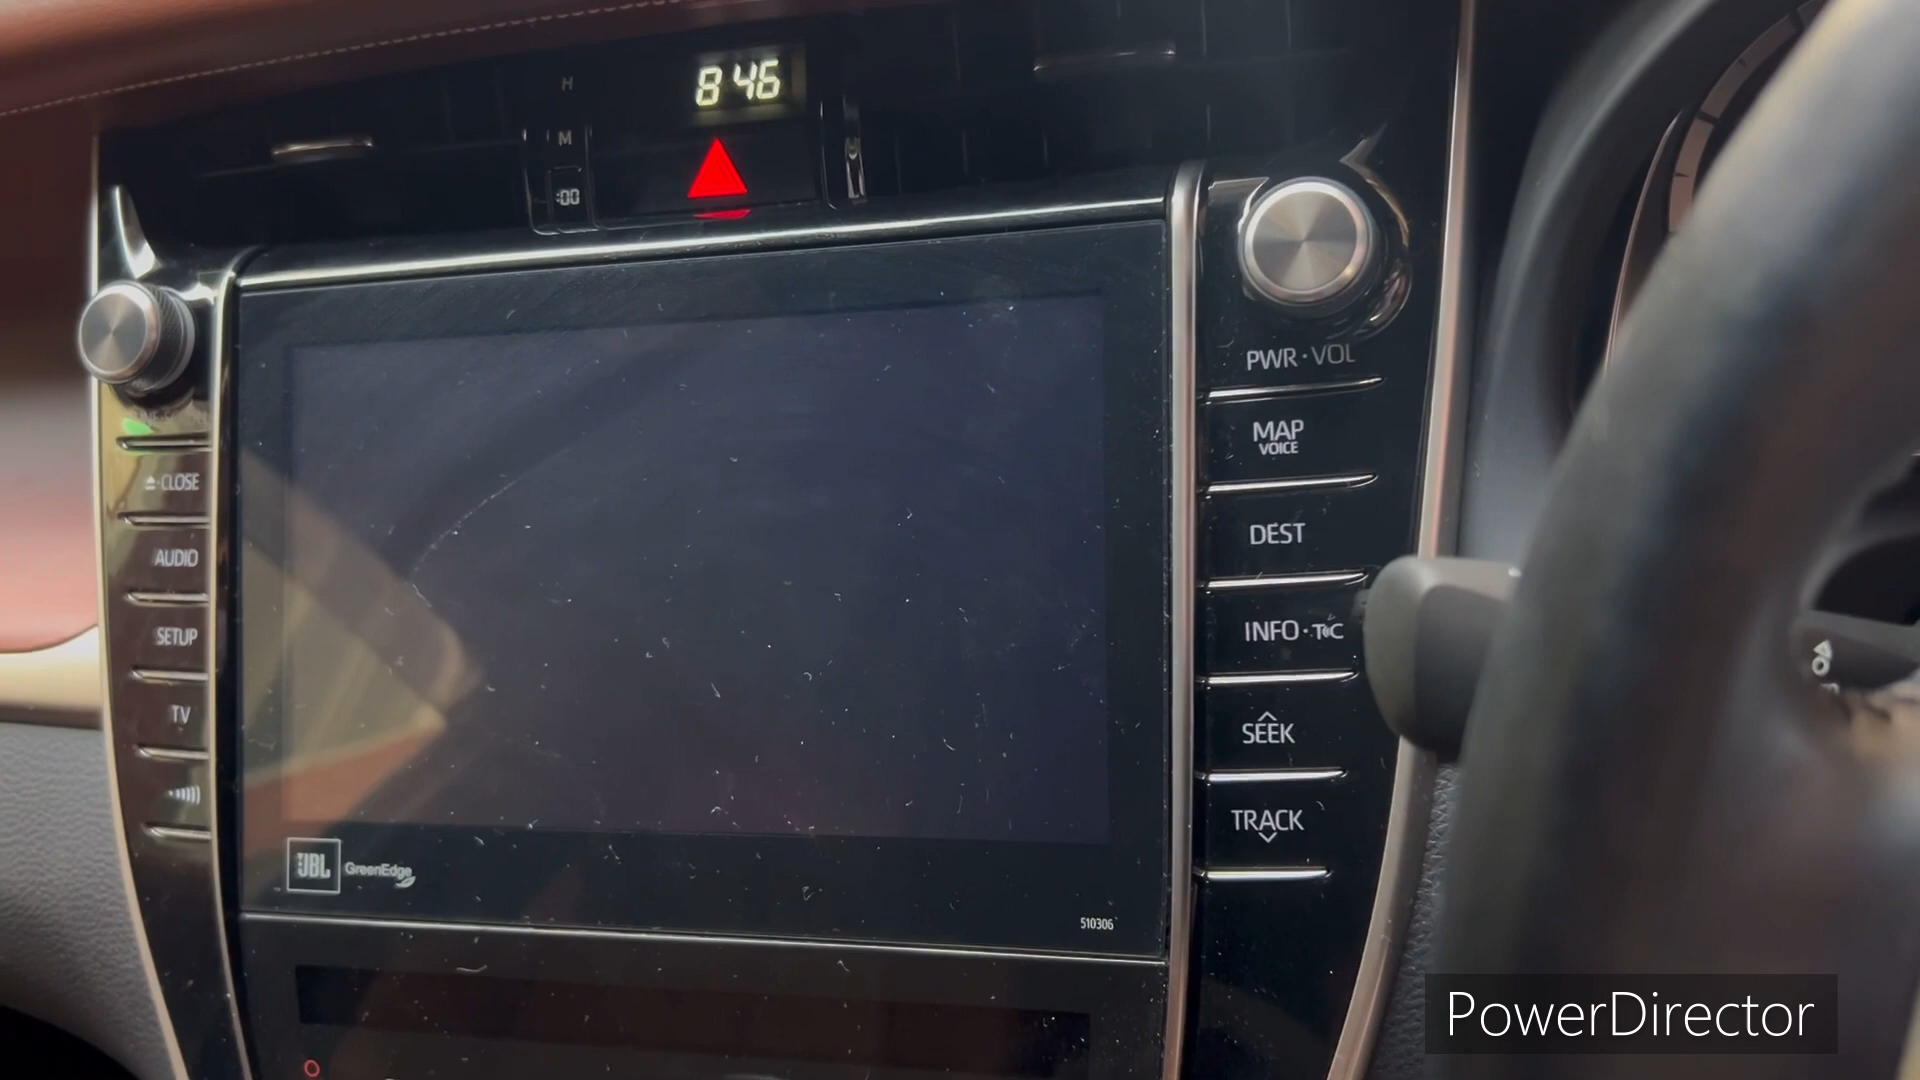 H
8 46
M
:00
PWR・VOL
MAP
VOICE
CLOSE
DEST
AUDIO
INFO・TC
SETUP
SEEK
TV
TRACK
JBL GreenEdge
510306
PowerDirector